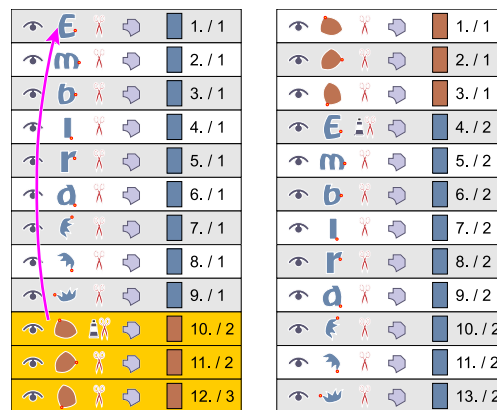 E 1. / 1
m 2. / 1
b 3. / 1
l 4. / 1
r 5. / 1
a 6. / 1
7. / 1
8. / 1
9. / 1
10. / 2
11. / 2
12. / 3
1. / 1
2. / 1
3. / 1
E 4. / 2
m 5. / 2
b 6. / 2
l 7. / 2
r 8. / 2
a 9. / 2
10. / 2
11. / 2
13. / 2